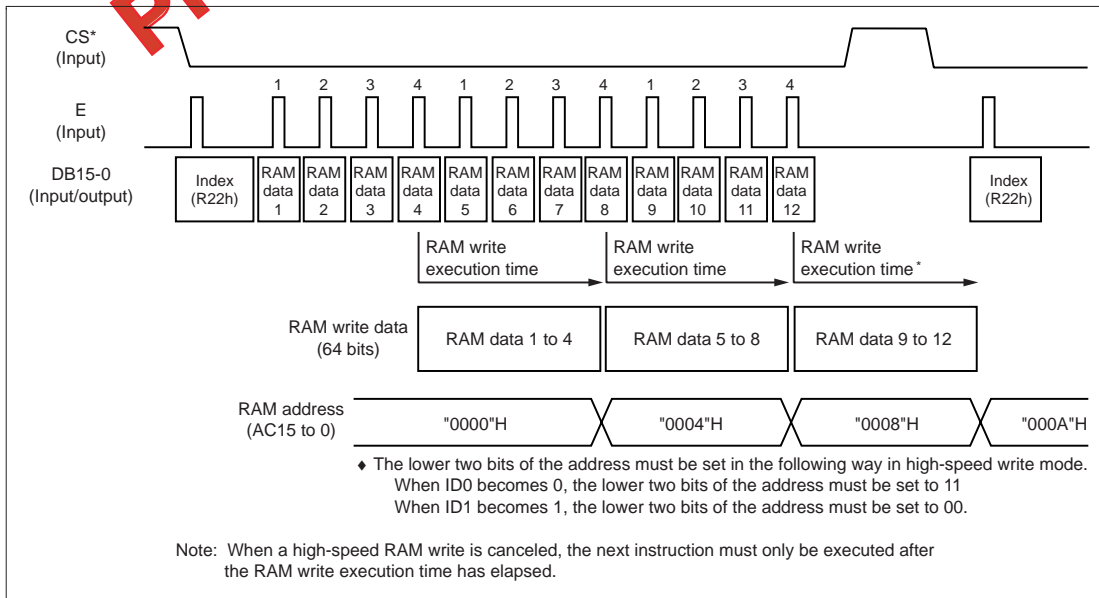 CS*
(Input)
1 2 3 4 1 2 3 4 1 2 3 4
E
(Input)
DB15-0
(Input/output)
Index
(R22h)
RAM
data
1
RAM
data
2
RAM
data
3
RAM
data
4
RAM
data
5
RAM
data
6
RAM
data
7
RAM
data
8
RAM
data
9
RAM
data
10
RAM
data
11
RAM
data
12
Index
(R22h)
RAM write
execution time
RAM write
execution time
RAM write
execution time*
RAM write data
(64 bits)
RAM data 1 to 4
RAM data 5 to 8
RAM data 9 to 12
RAM address
(AC15 to 0)
"0000"H
"0004"H
"0008"H
"000A"H
♦ The lower two bits of the address must be set in the following way in high-speed write mode.
When ID0 becomes 0, the lower two bits of the address must be set to 11
When ID1 becomes 1, the lower two bits of the address must be set to 00.
Note: When a high-speed RAM write is canceled, the next instruction must only be executed after
the RAM write execution time has elapsed.